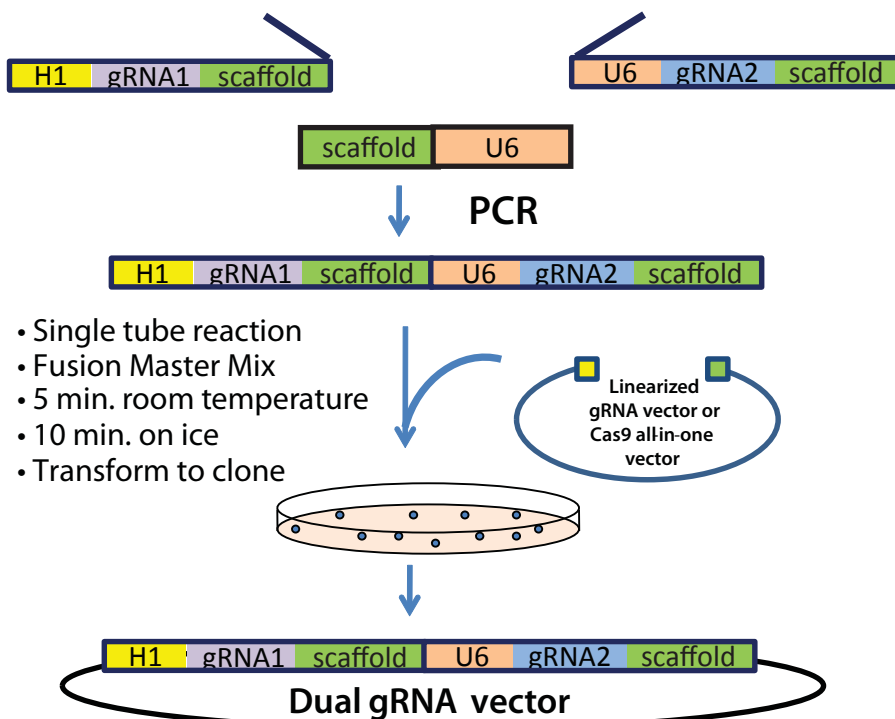 H1 gRNA1 scaffold
U6 gRNA2 scaffold
scaffold U6
PCR
H1 gRNA1 scaffold U6 gRNA2 scaffold
• Single tube reaction
• Fusion Master Mix
• 5 min. room temperature
• 10 min. on ice
• Transform to clone
Linearized
gRNA vector or
Cas9 all-in-one
vector
H1 gRNA1 scaffold U6 gRNA2 scaffold
Dual gRNA vector